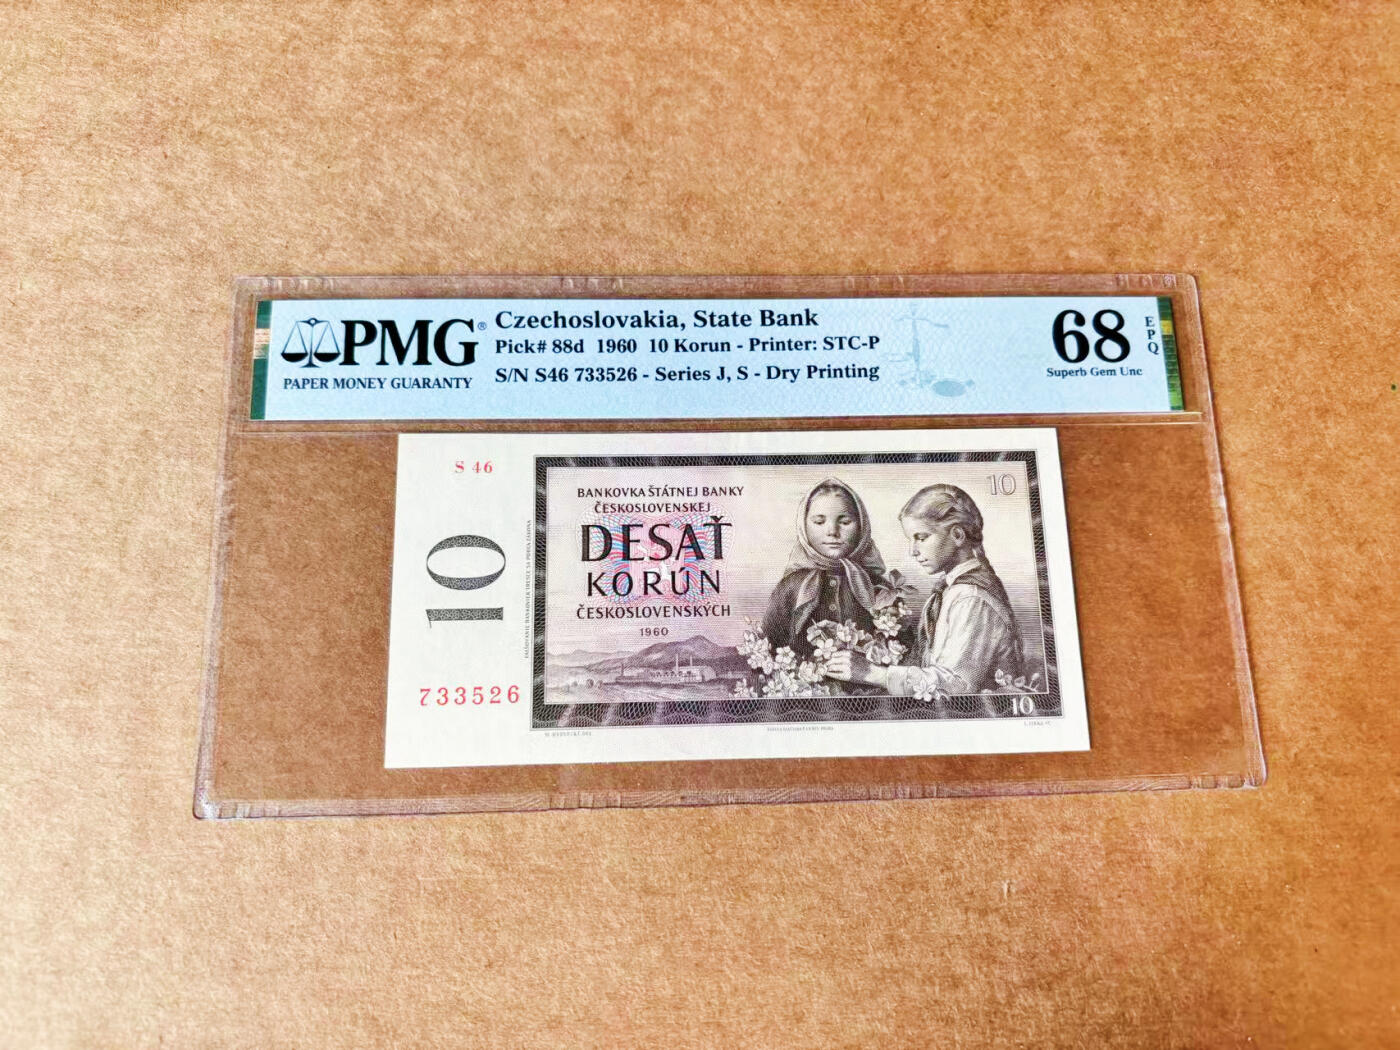 PMG®
PAPER MONEY GUARANTY
Czechoslovakia, State Bank
Pick# 88d 1960 10 Korun - Printer: STC-P
S/N S46 733526 - Series J, S - Dry Printing
68
EPQ
Superb Gem Unc
S 46
10
733526
BANKOVKA ŠTÁTNEJ BANKY
ČESKOSLOVENSKEJ
DESAŤ
KORÚN
ČESKOSLOVENSKÝCH
1960
10
10